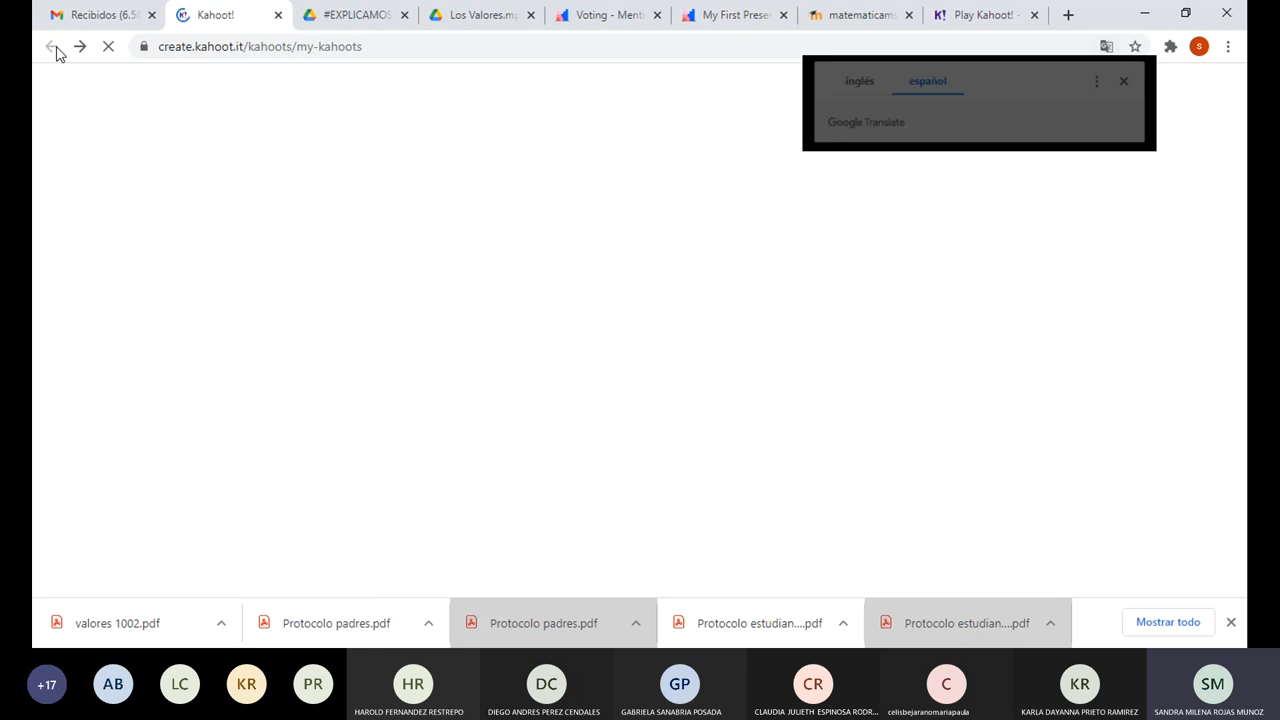 Recibidos (6.5
Kahoot!
#EXPLICAMOS
Los Valores.mp
Voting - Menti
My First Prese
matematicams
Play Kahoot! -
create.kahoot.it/kahoots/my-kahoots
S
inglés
español
Google Translate
valores 1002.pdf
Protocolo padres.pdf
Protocolo padres.pdf
Protocolo estudian....pdf
Protocolo estudian....pdf
Mostrar todo
+17
AB
LC
KR
PR
HR
DC
GP
CR
C
KR
SM
HAROLD FERNANDEZ RESTREPO
DIEGO ANDRES PEREZ CENDALES
GABRIELA SANABRIA POSADA
CLAUDIA JULIETH ESPINOSA RODR...
celisbejaranomariapaula
KARLA DAYANNA PRIETO RAMIREZ
SANDRA MILENA ROJAS MUNOZ